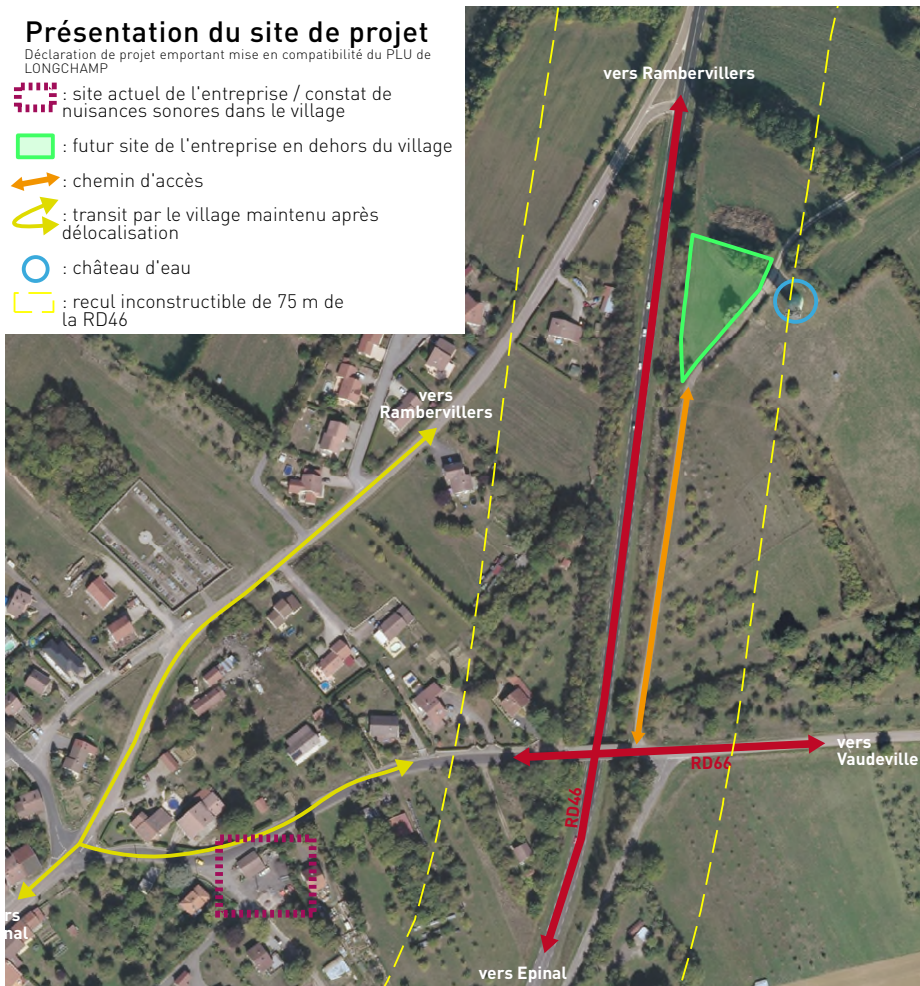 Présentation du site de projet
Déclaration de projet emportant mise en compatibilité du PLU de
LONGCHAMP
: site actuel de l'entreprise / constat de
nuisances sonores dans le village
: futur site de l'entreprise en dehors du village
: chemin d'accès
: transit par le village maintenu après
délocalisation
: château d'eau
: recul inconstructible de 75 m de
la RD46
vers Rambervillers
vers
Rambervillers
vers
Vaudeville
RD66
RD46
rs
nal
vers Epinal